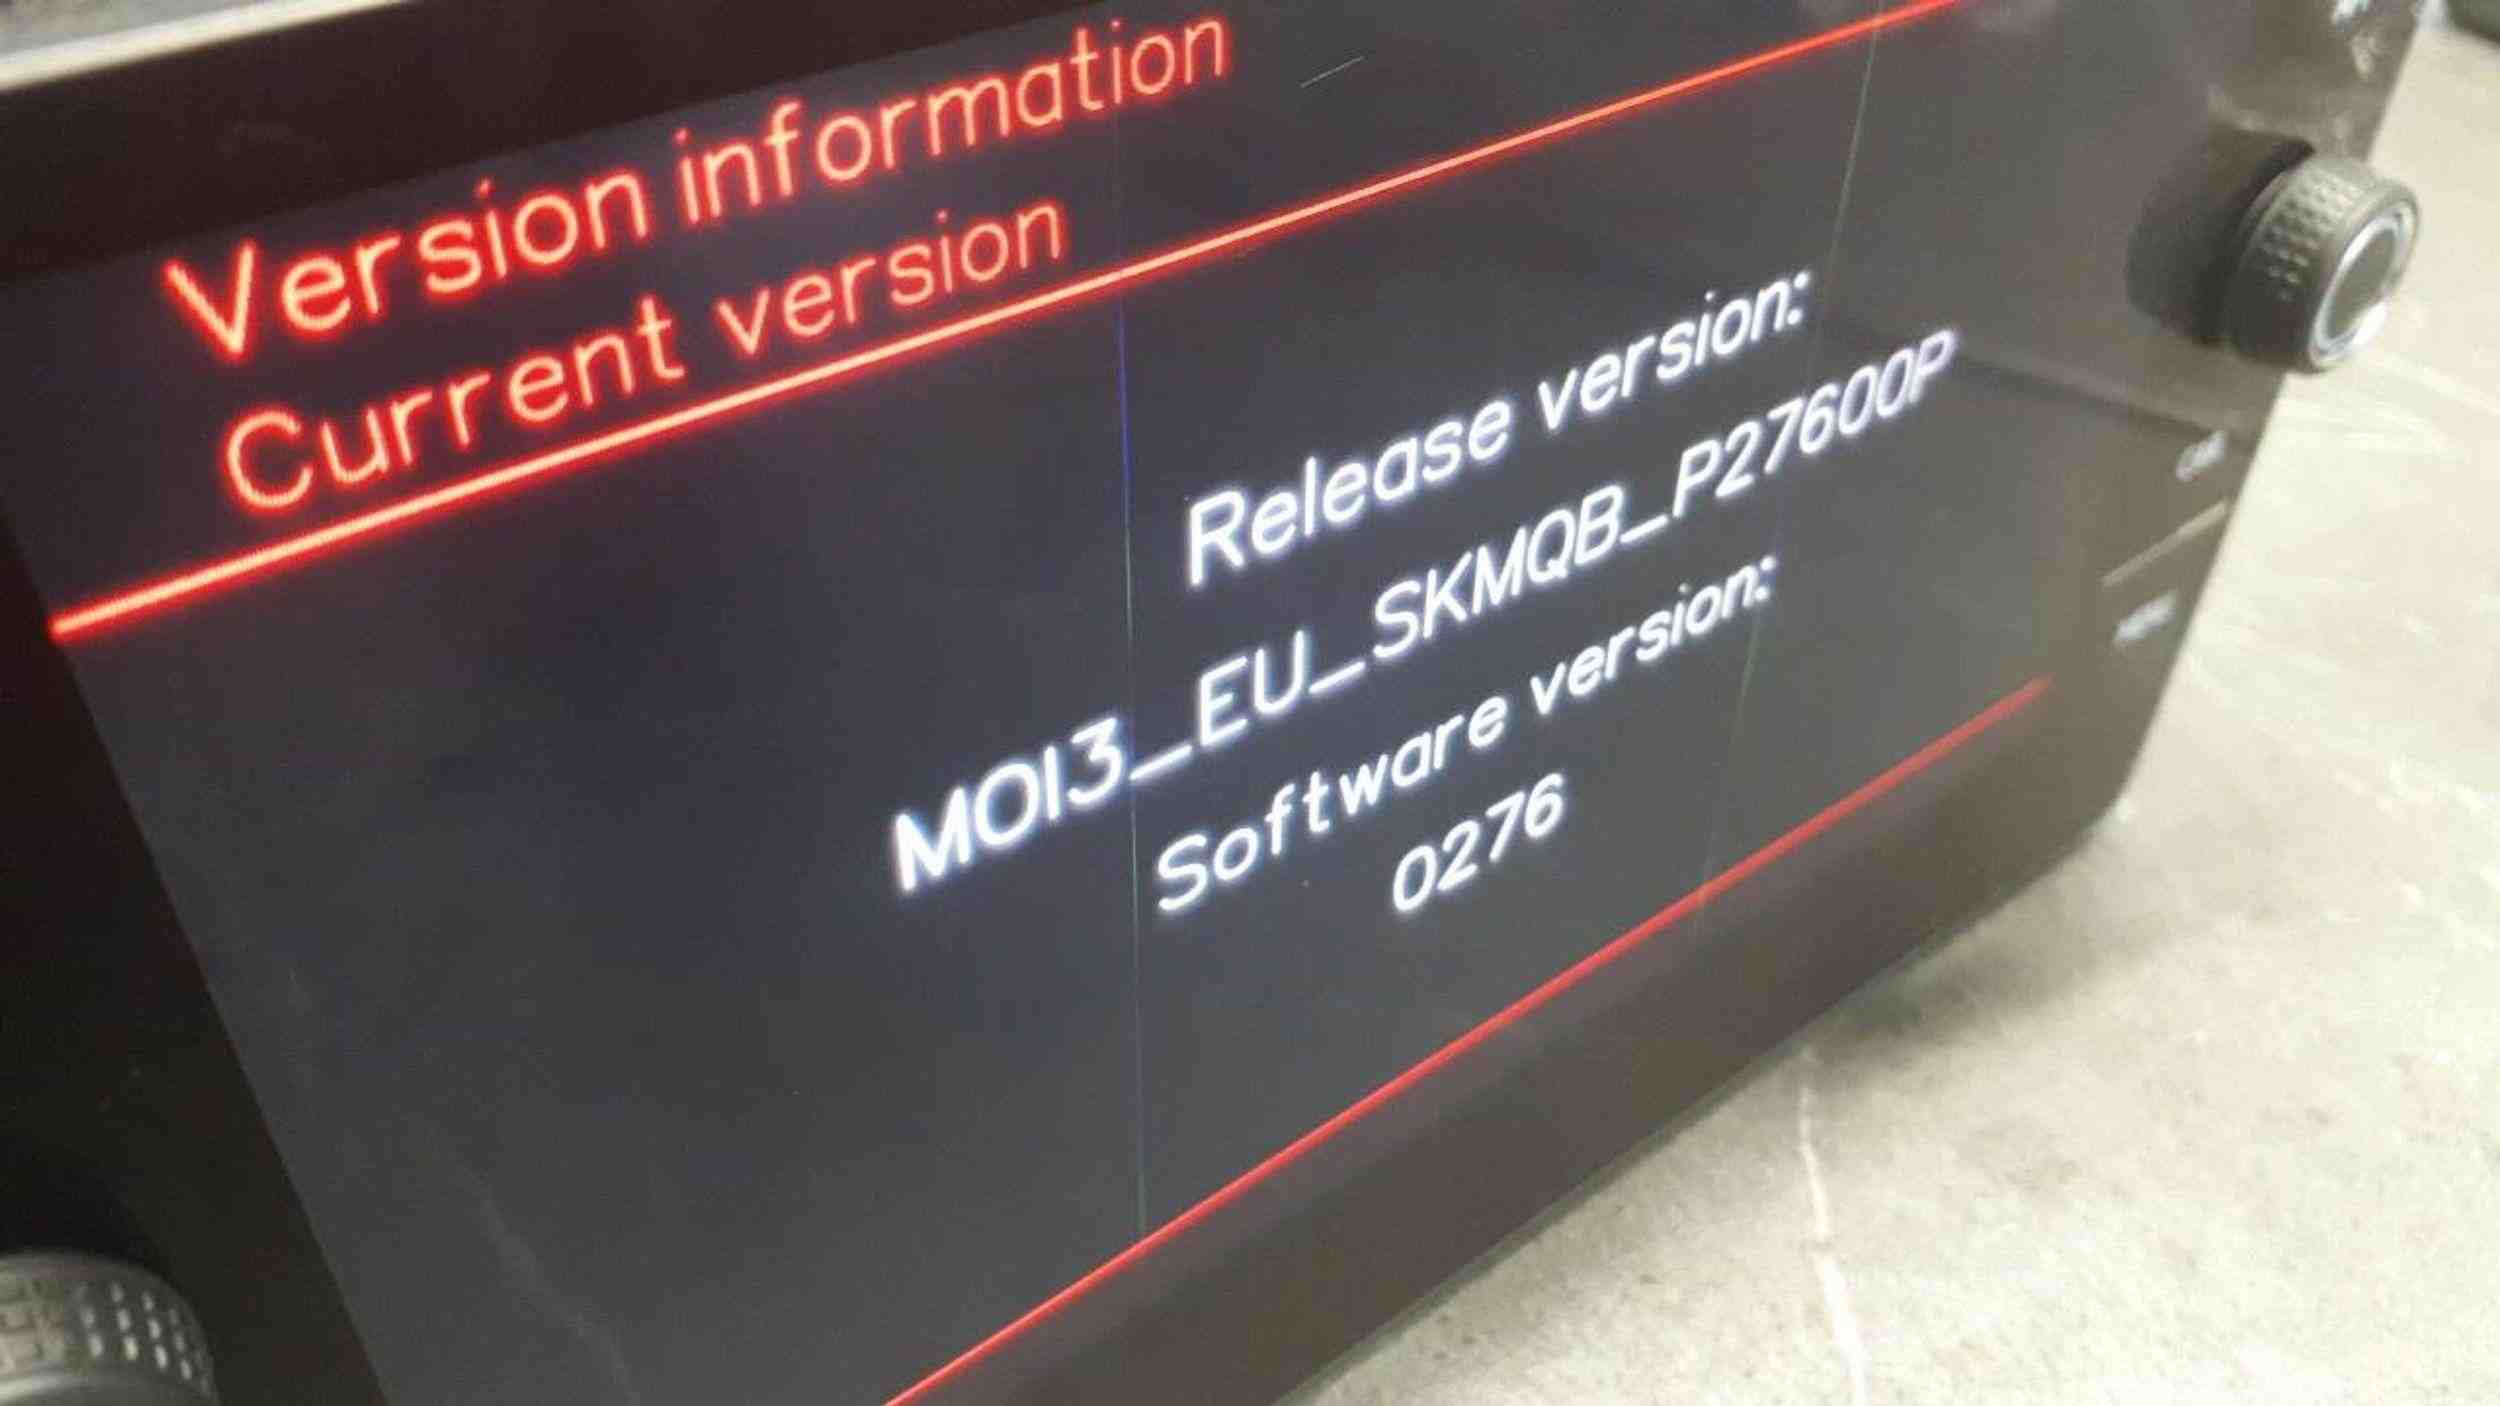 Version information
Current version
Release version:
MOI3_EU_SKMQB_P27600P
Software version:
0276